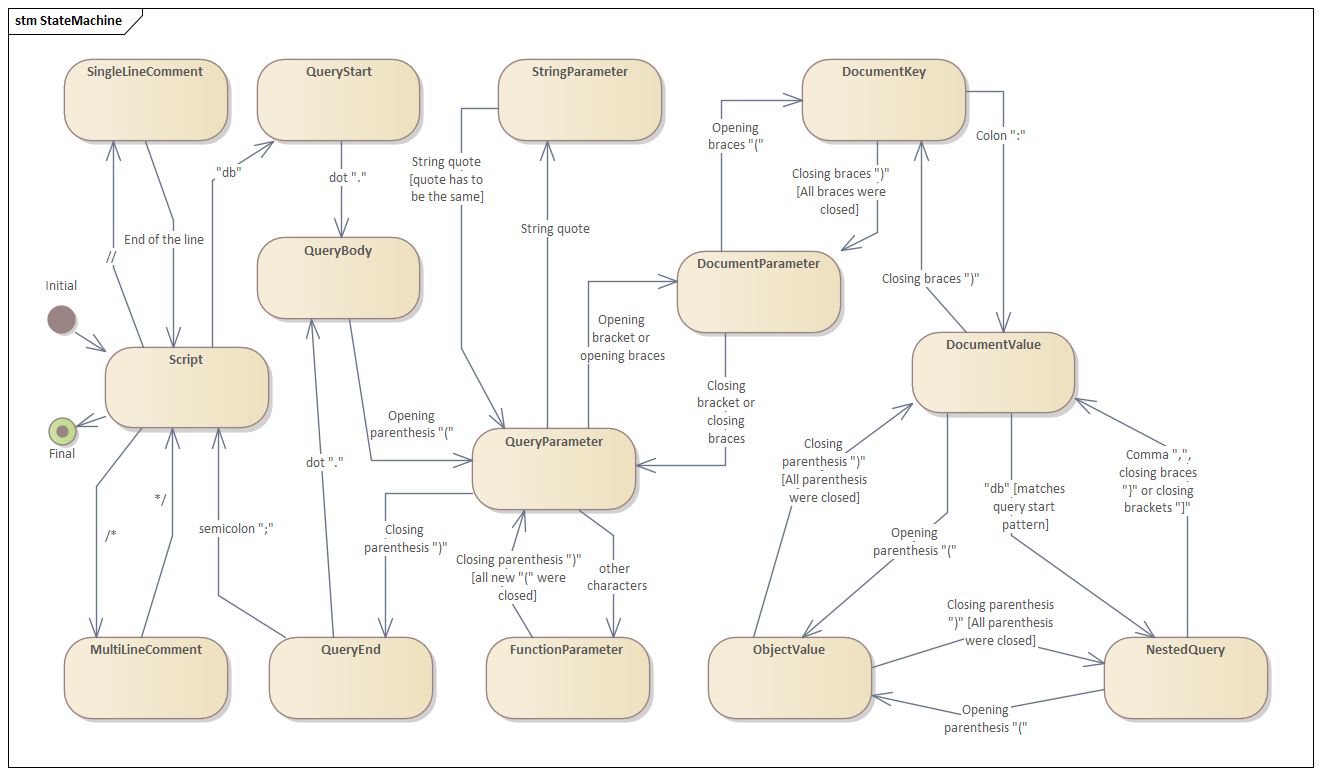 stm StateMachine
SingleLineComment
QueryStart
StringParameter
DocumentKey
Opening
braces "("
Colon ":"
String quote
[quote has to
be the same]
"db"
dot "."
Closing braces ")"
[All braces were
closed]
String quote
End of the line
//
QueryBody
DocumentParameter
Closing braces ")"
Initial
Opening
bracket or
opening braces
Script
DocumentValue
Closing
bracket or
closing
braces
Opening
parenthesis "("
Final
QueryParameter
Closing
parenthesis ")"
[All parenthesis
were closed]
Comma ",",
closing braces
"}" or closing
brackets "]"
dot "."
"db" [matches
query start
pattern]
*/
/*
semicolon ";"
Closing
parenthesis ")"
Opening
parenthesis "("
Closing parenthesis ")"
[all new "(" were
closed]
other
characters
Closing parenthesis
")" [All parenthesis
were closed]
MultiLineComment
QueryEnd
FunctionParameter
ObjectValue
NestedQuery
Opening
parenthesis "("